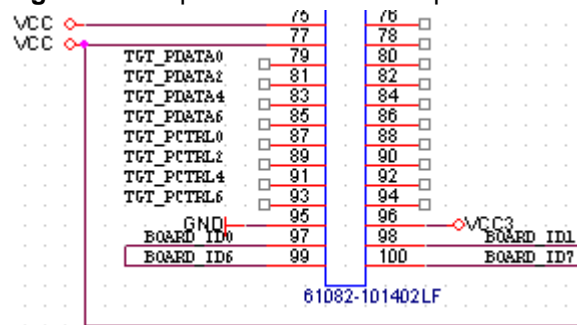 VCC 75 76
VCC 77 78
TGT_PDATA0 79 80
TGT_PDATA2 81 82
TGT_PDATA4 83 84
TGT_PDATA6 85 86
TGT_PCTRL0 87 88
TGT_PCTRL2 89 90
TGT_PCTRL4 91 92
TGT_PCTRL6 93 94
GND 95 96 VCC3
BOARD_ID0 97 98 BOARD_ID1
BOARD_ID6 99 100 BOARD_ID7
61082-101402LF